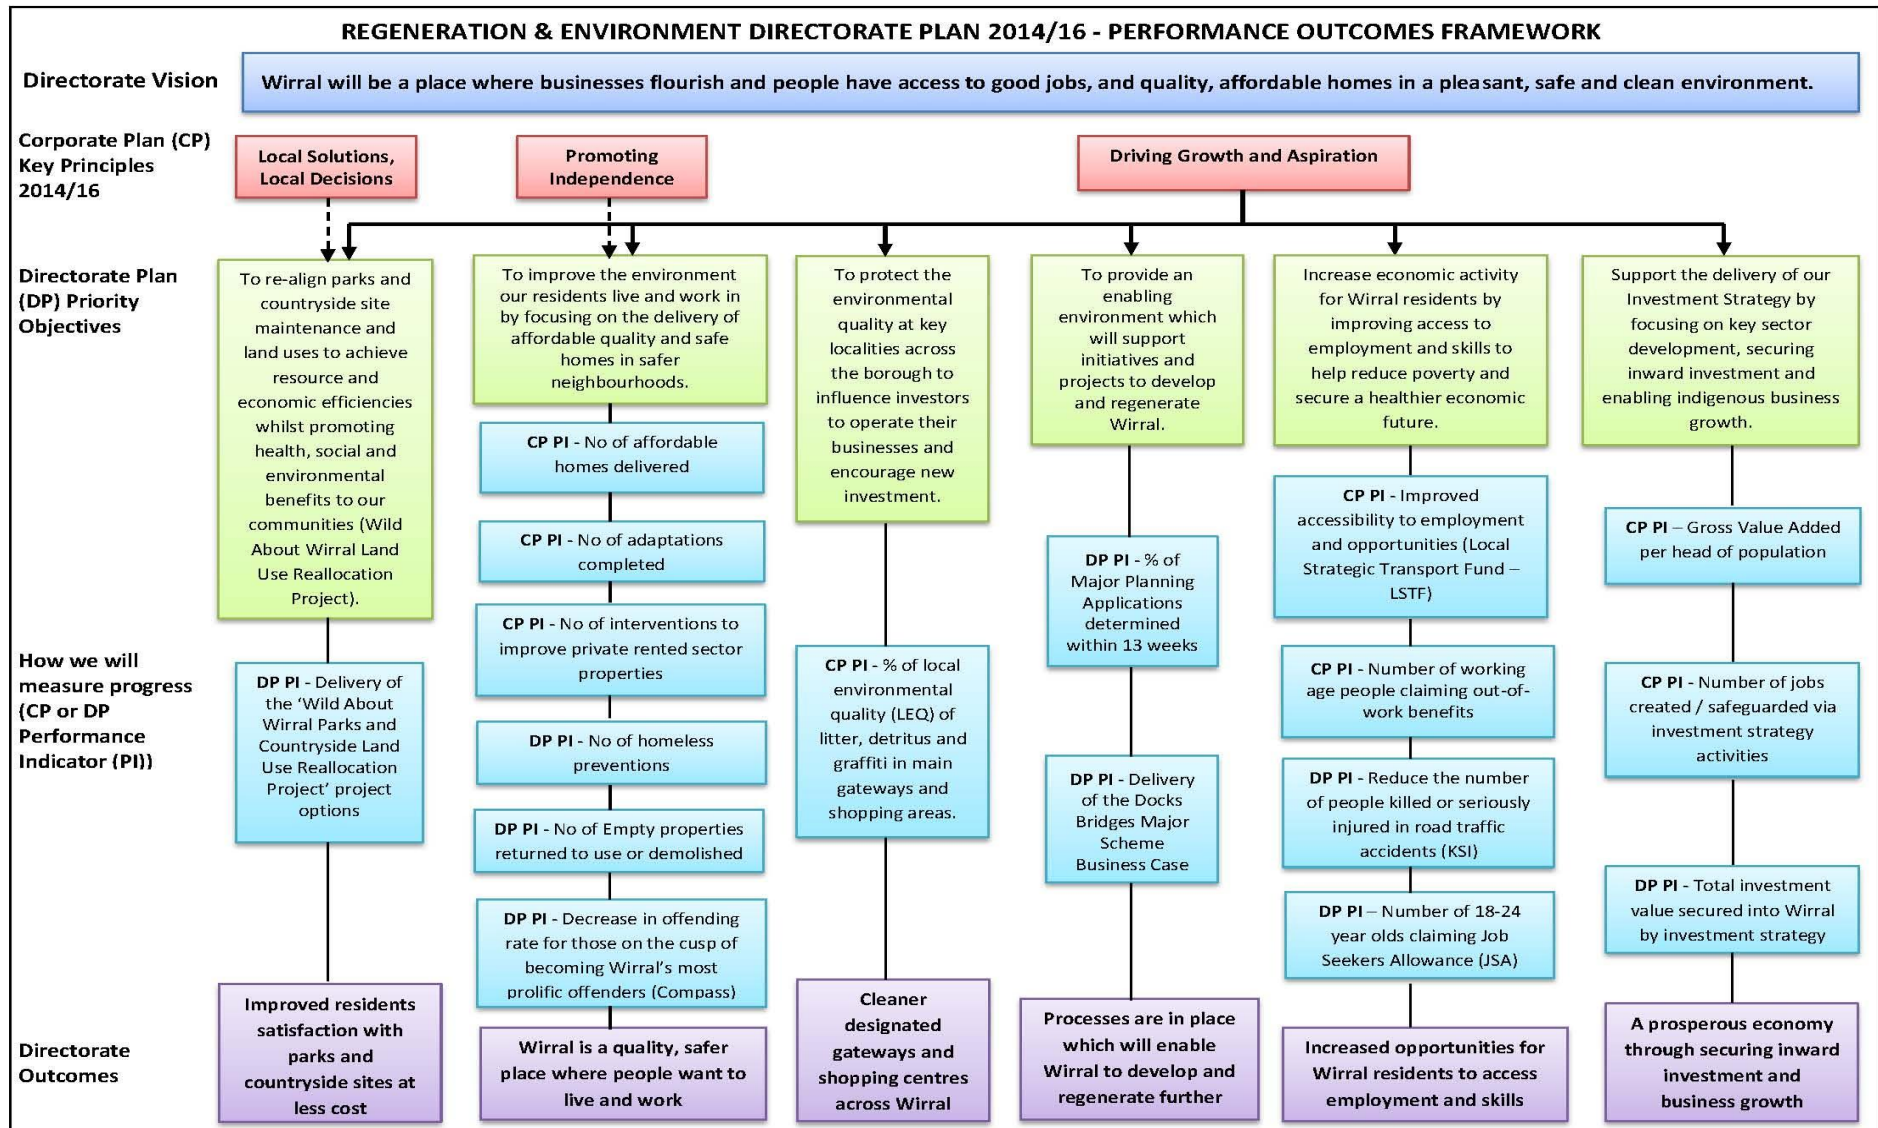 REGENERATION & ENVIRONMENT DIRECTORATE PLAN 2014/16 - PERFORMANCE OUTCOMES FRAMEWORK
Directorate Vision
Wirral will be a place where businesses flourish and people have access to good jobs, and quality, affordable homes in a pleasant, safe and clean environment.
Corporate Plan (CP)
Key Principles
2014/16
Local Solutions,
Local Decisions
Promoting
Independence
Driving Growth and Aspiration
Directorate Plan
(DP) Priority
Objectives
To re-align parks and
countryside site
maintenance and
land uses to achieve
resource and
economic efficiencies
whilst promoting
health, social and
environmental
benefits to our
communities (Wild
About Wirral Land
Use Reallocation
Project).
To improve the environment
our residents live and work in
by focusing on the delivery of
affordable quality and safe
homes in safer
neighbourhoods.
To protect the
environmental
quality at key
localities across
the borough to
influence investors
to operate their
businesses and
encourage new
investment.
To provide an
enabling
environment which
will support
initiatives and
projects to develop
and regenerate
Wirral.
Increase economic activity
for Wirral residents by
improving access to
employment and skills to
help reduce poverty and
secure a healthier economic
future.
Support the delivery of our
Investment Strategy by
focusing on key sector
development, securing
inward investment and
enabling indigenous business
growth.
How we will
measure progress
(CP or DP
Performance
Indicator (PI))
DP PI - Delivery of
the ‘Wild About
Wirral Parks and
Countryside Land
Use Reallocation
Project’ project
options
CP PI - No of affordable
homes delivered
CP PI - No of adaptations
completed
CP PI - No of interventions to
improve private rented sector
properties
DP PI - No of homeless
preventions
DP PI - No of Empty properties
returned to use or demolished
DP PI - Decrease in offending
rate for those on the cusp of
becoming Wirral’s most
prolific offenders (Compass)
CP PI - % of local
environmental
quality (LEQ) of
litter, detritus and
graffiti in main
gateways and
shopping areas.
DP PI - % of
Major Planning
Applications
determined
within 13 weeks
DP PI - Delivery
of the Docks
Bridges Major
Scheme
Business Case
CP PI - Improved
accessibility to employment
and opportunities (Local
Strategic Transport Fund –
LSTF)
CP PI - Number of working
age people claiming out-of-
work benefits
DP PI - Reduce the number
of people killed or seriously
injured in road traffic
accidents (KSI)
DP PI – Number of 18-24
year olds claiming Job
Seekers Allowance (JSA)
CP PI – Gross Value Added
per head of population
CP PI - Number of jobs
created / safeguarded via
investment strategy
activities
DP PI - Total investment
value secured into Wirral
by investment strategy
Directorate
Outcomes
Improved residents
satisfaction with
parks and
countryside sites at
less cost
Wirral is a quality, safer
place where people want to
live and work
Cleaner
designated
gateways and
shopping centres
across Wirral
Processes are in place
which will enable
Wirral to develop and
regenerate further
Increased opportunities for
Wirral residents to access
employment and skills
A prosperous economy
through securing inward
investment and
business growth